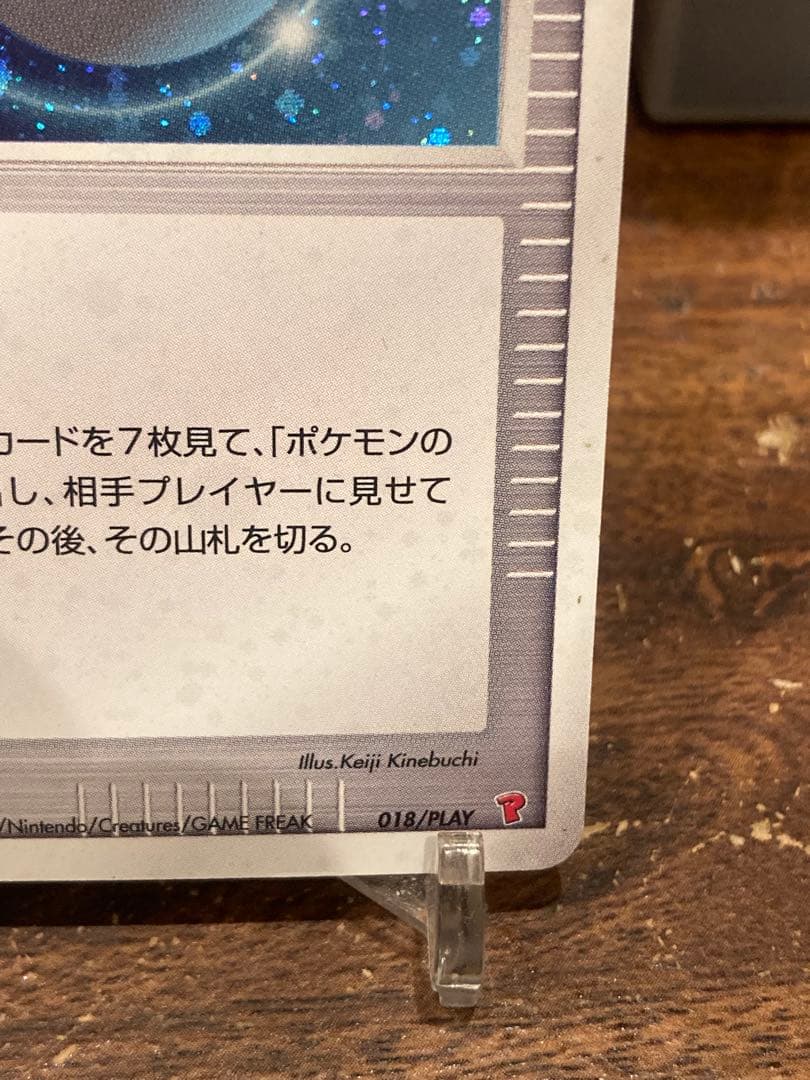 カードを7枚見て、「ポケモンの
し、相手プレイヤーに見せて
その後、その山札を切る。
Illus.Keiji Kinebuchi
/Nintendo/Creatures/GAME FREAK
018/PLAY P